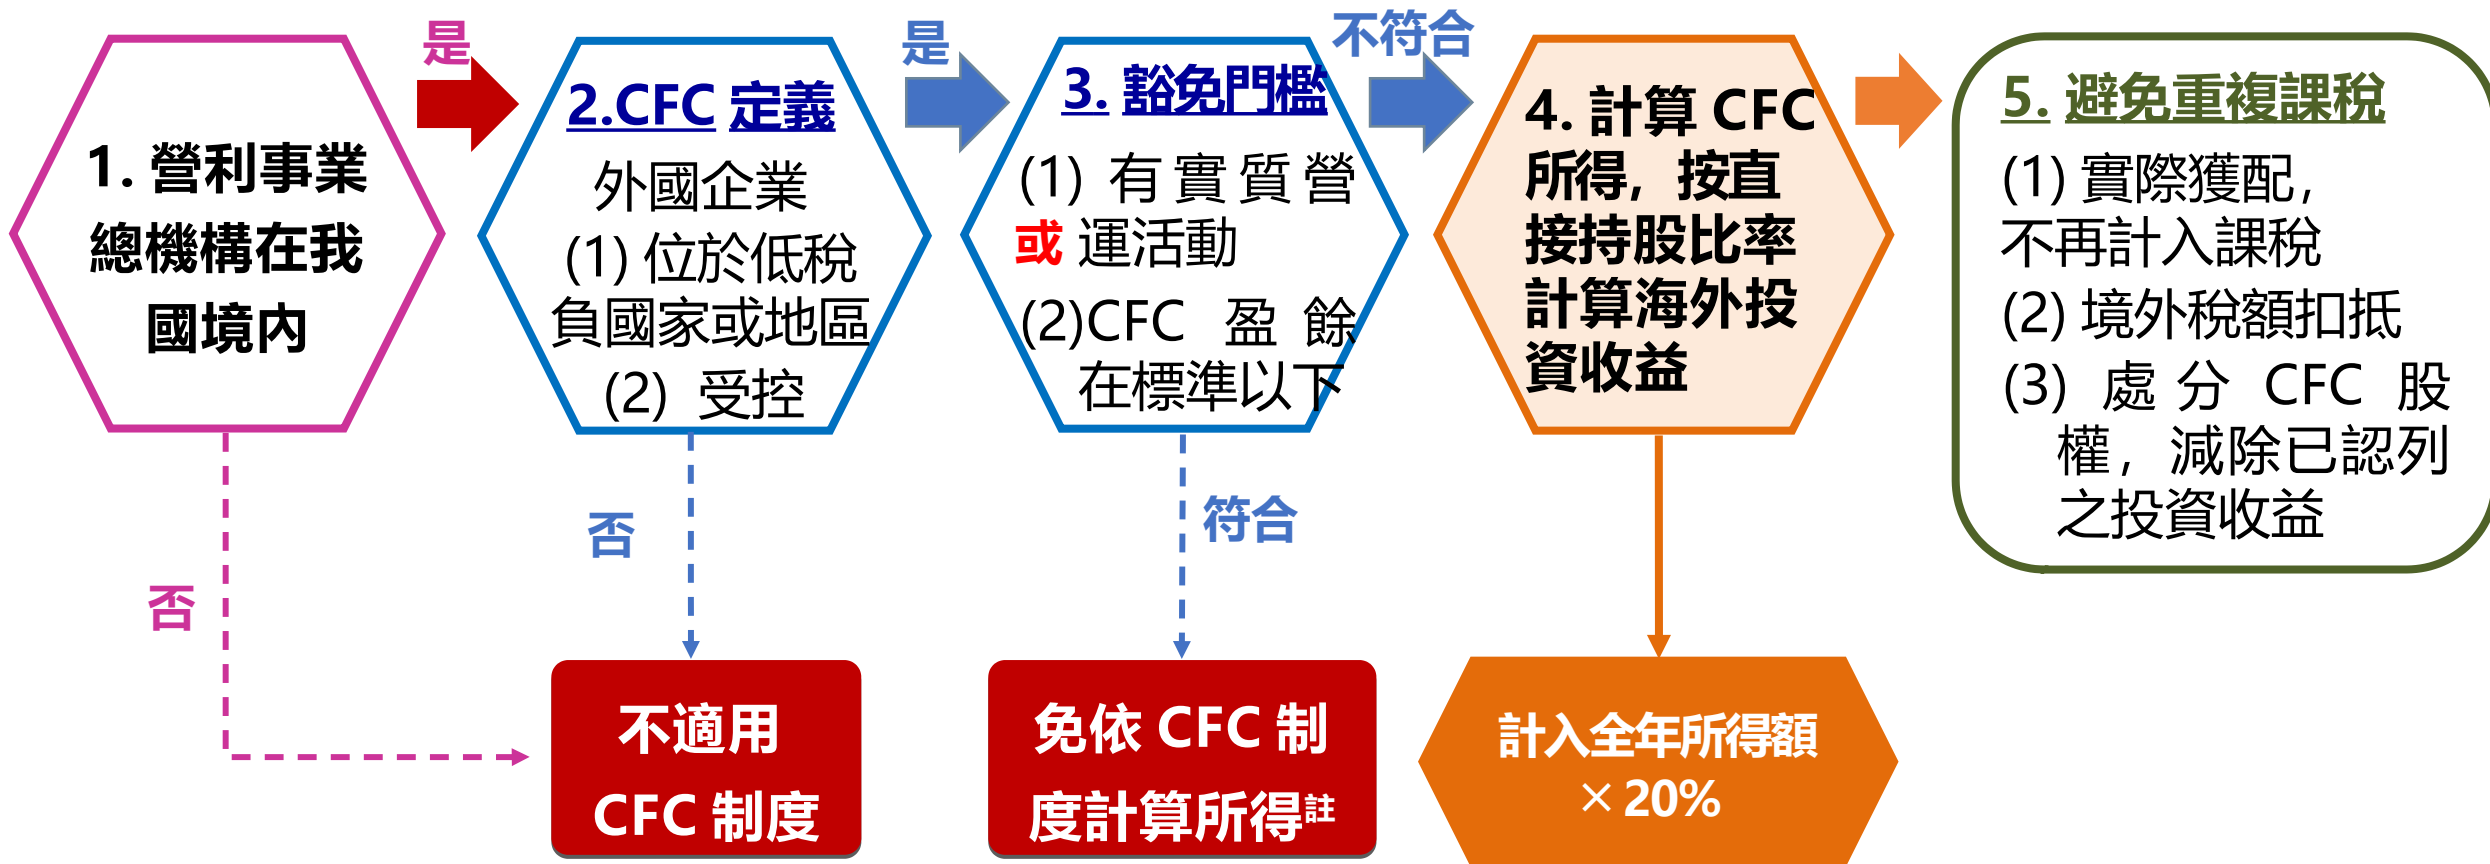 是
是
不符合
1. 營利事業
總機構在我
國境內
2.CFC 定義
外國企業
(1) 位於低稅
負國家或地區
(2) 受控
3. 豁免門檻
(1) 有實質營
或 運活動
(2)CFC 盈餘
在標準以下
4. 計算 CFC
所得，按直
接持股比率
計算海外投
資收益
5. 避免重複課稅
(1) 實際獲配，
不再計入課稅
(2) 境外稅額扣抵
(3) 處分 CFC 股
權，減除已認列
之投資收益
否
否
符合
不適用
CFC 制度
免依 CFC 制
度計算所得註
計入全年所得額
×20%